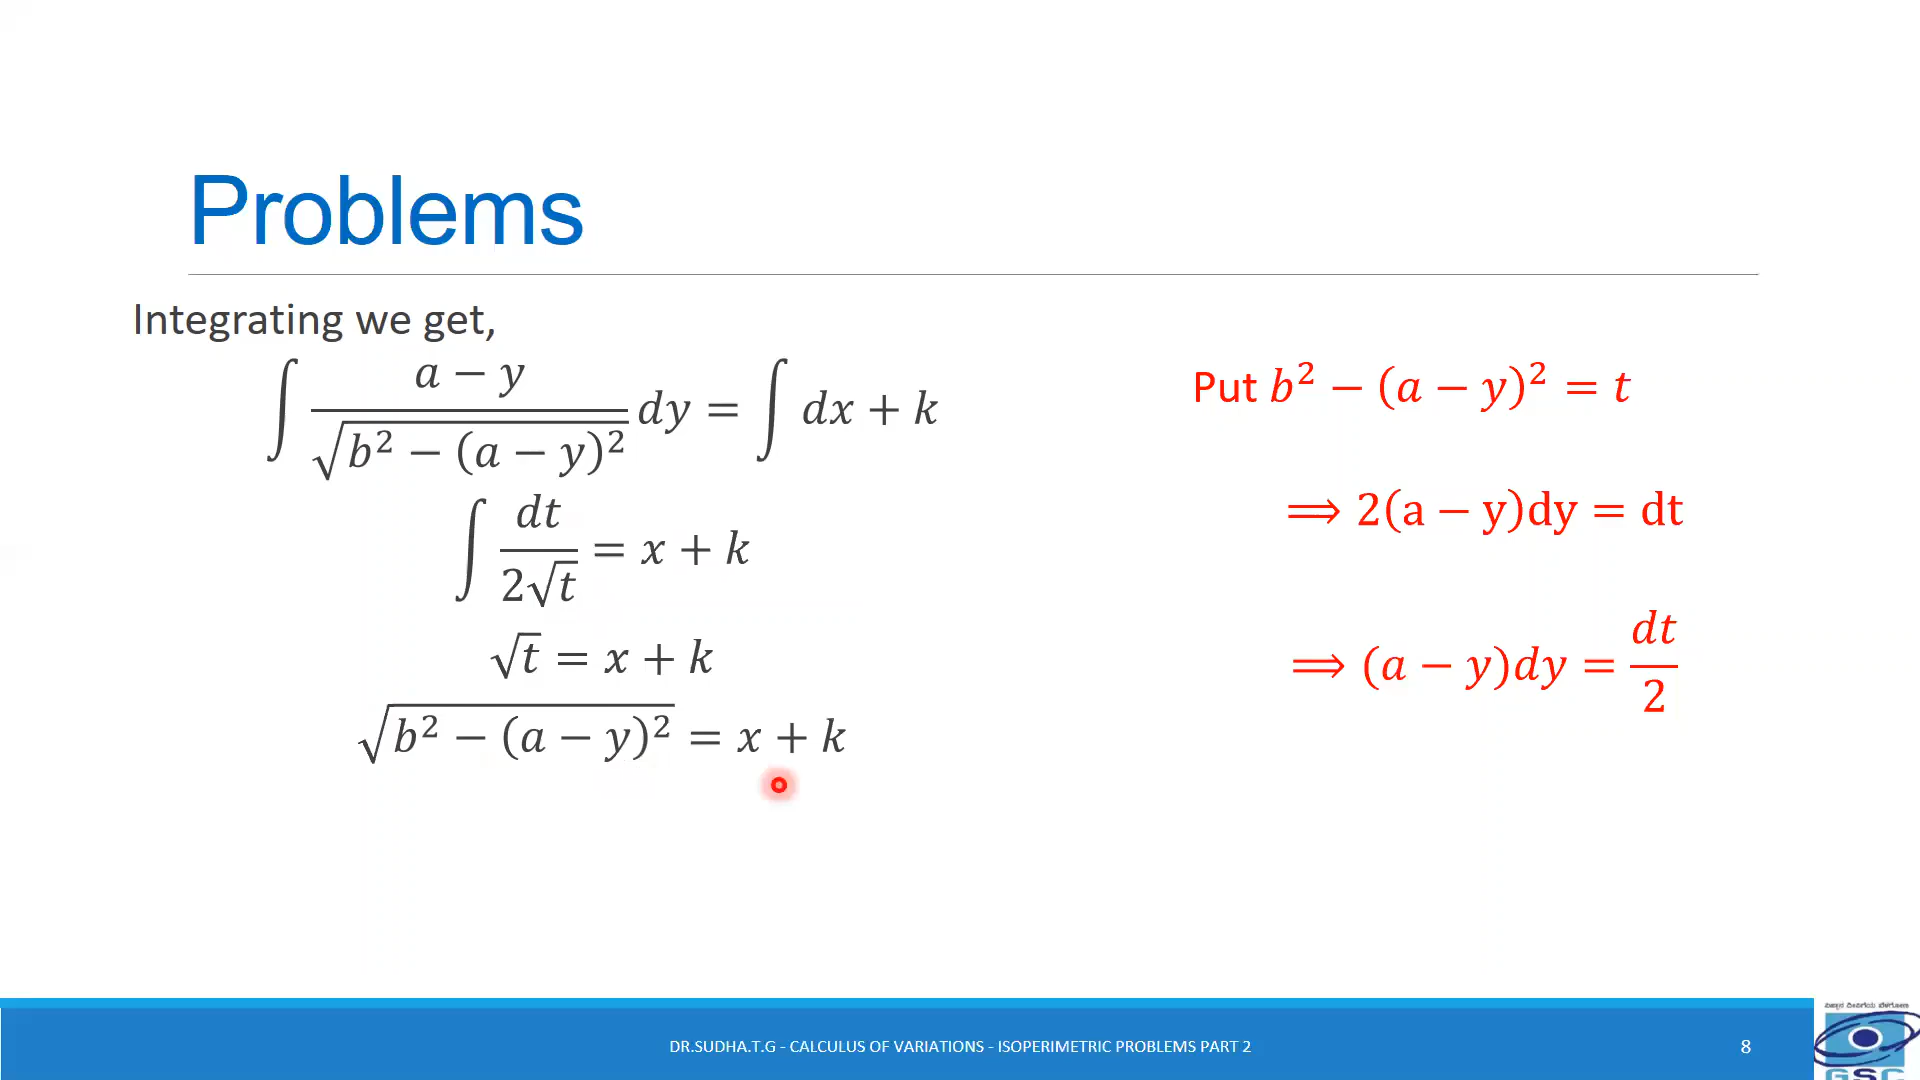 Problems
Integrating we get,
∫ (a − y)/√(b² − (a − y)²) dy = ∫ dx + k
∫ dt/(2√t) = x + k
√t = x + k
√(b² − (a − y)²) = x + k
Put b² − (a − y)² = t
⟹ 2(a − y)dy = dt
⟹ (a − y)dy = dt/2
DR.SUDHA.T.G - CALCULUS OF VARIATIONS - ISOPERIMETRIC PROBLEMS PART 2
8
GSC